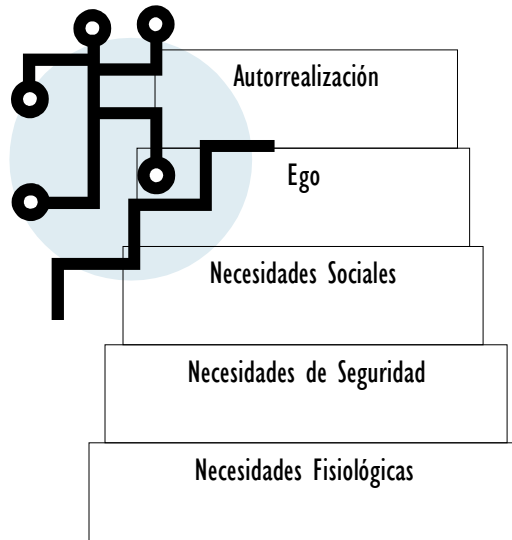 Autorrealización
Ego
Necesidades Sociales
Necesidades de Seguridad
Necesidades Fisiológicas